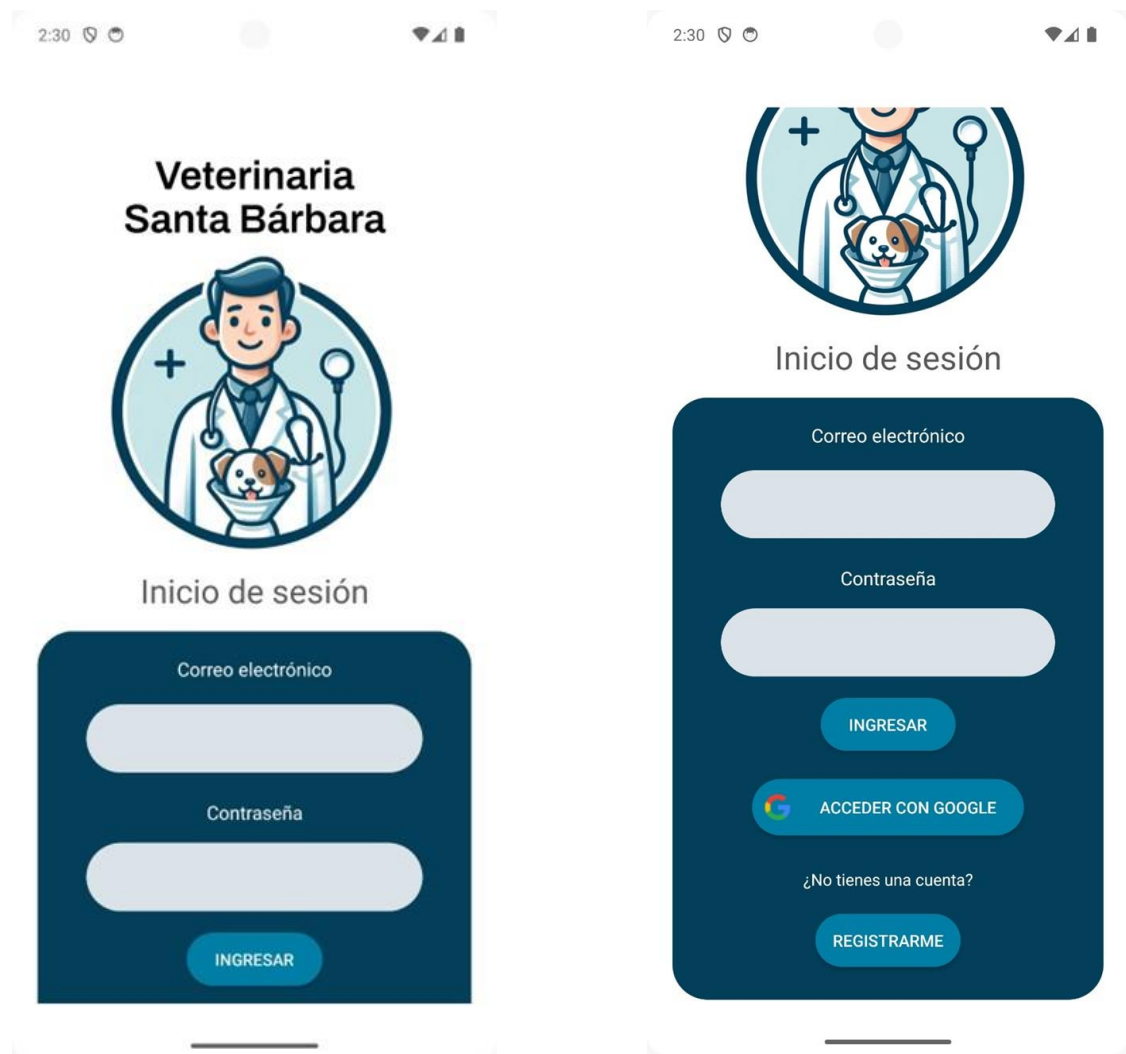 2:30
Veterinaria
Santa Bárbara
Inicio de sesión
Correo electrónico
Contraseña
INGRESAR
2:30
Inicio de sesión
Correo electrónico
Contraseña
INGRESAR
ACCEDER CON GOOGLE
¿No tienes una cuenta?
REGISTRARME